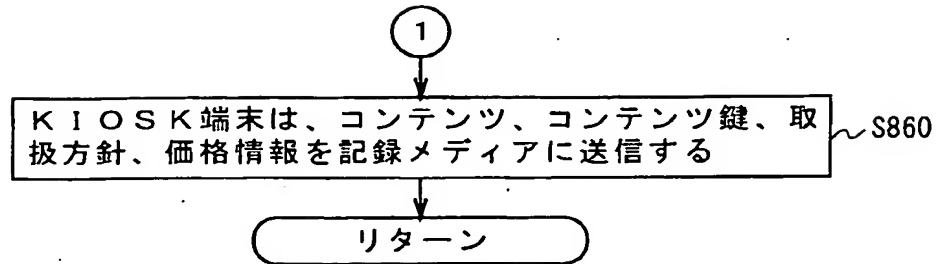 1
KIOSK端末は、コンテンツ、コンテンツ鍵、取
扱方針、価格情報を記録メディアに送信する
S860
リターン